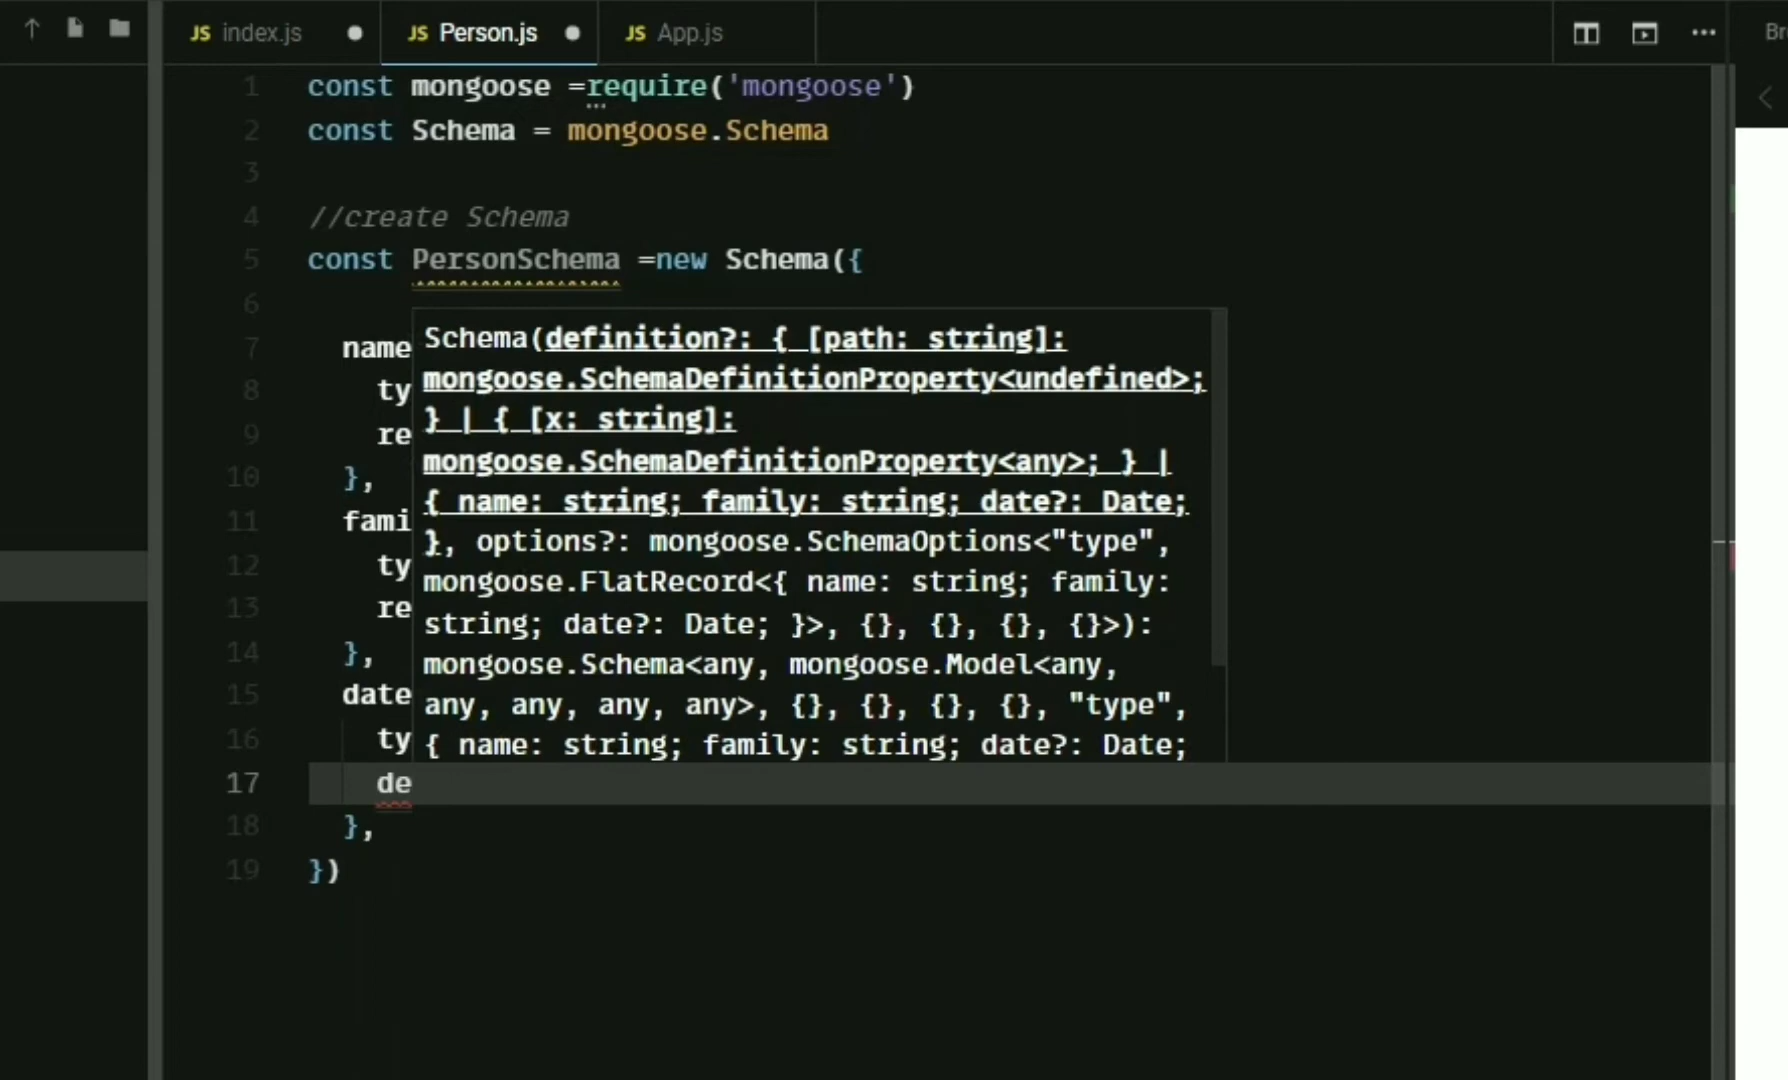 JS index.js
JS Person.js
JS App.js
Br
1 const mongoose =require('mongoose')
2 const Schema = mongoose.Schema
3
4 //create Schema
5 const PersonSchema =new Schema({
6
7 name
8 ty
9 re
10 },
11 fami
12 ty
13 re
14 },
15 date
16 ty
17 de
18 },
19 })
Schema(definition?: { [path: string]:
mongoose.SchemaDefinitionProperty<undefined>;
} | { [x: string]:
mongoose.SchemaDefinitionProperty<any>; } |
{ name: string; family: string; date?: Date;
}, options?: mongoose.SchemaOptions<"type",
mongoose.FlatRecord<{ name: string; family:
string; date?: Date; }>, {}, {}, {}, {}>):
mongoose.Schema<any, mongoose.Model<any,
any, any, any, any>, {}, {}, {}, {}, "type",
{ name: string; family: string; date?: Date;